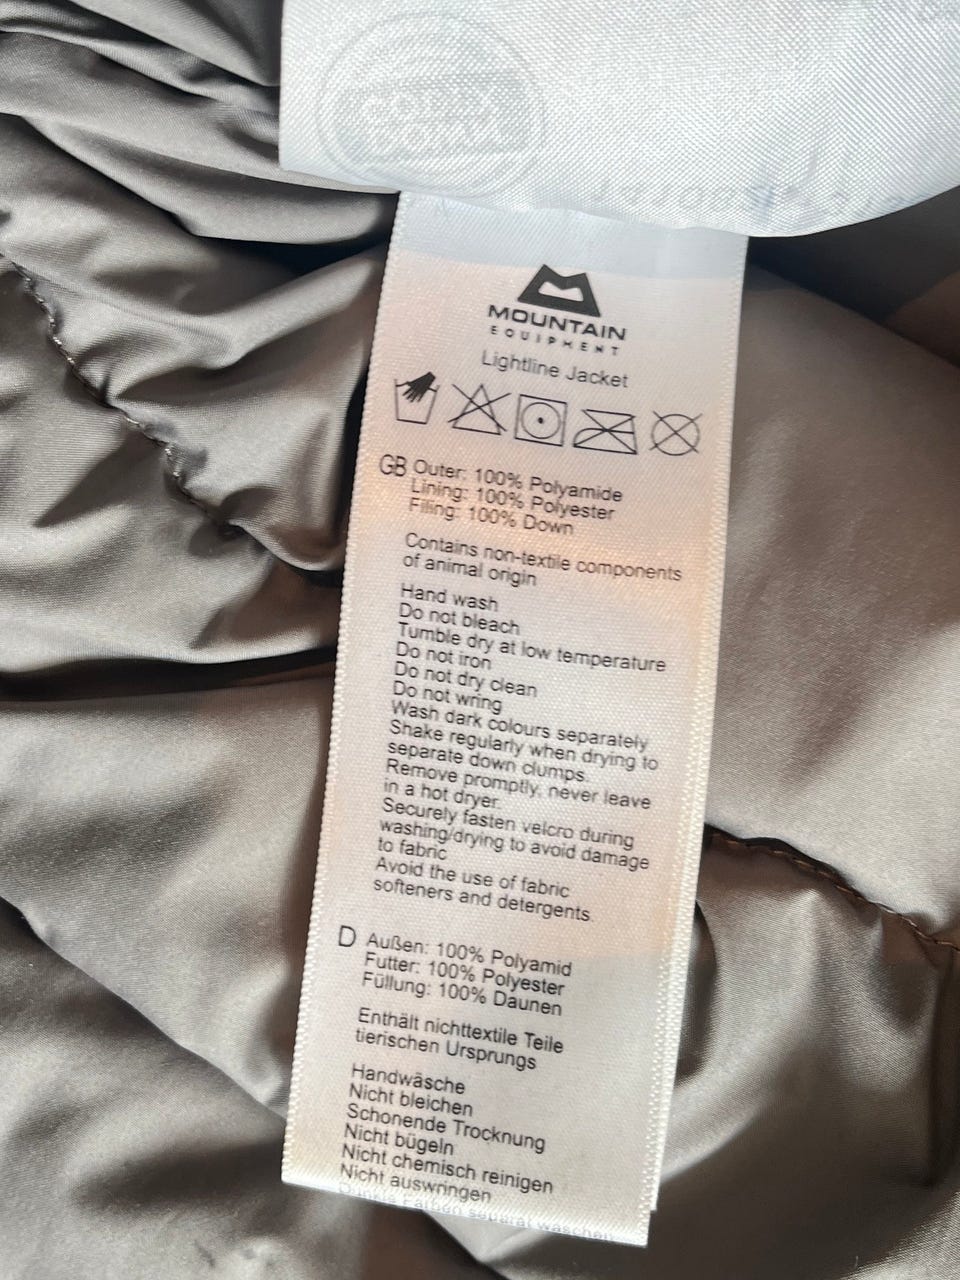 MOUNTAIN
EQUIPMENT
Lightline Jacket
GB Outer: 100% Polyamide
Lining: 100% Polyester
Filing: 100% Down
Contains non-textile components
of animal origin
Hand wash
Do not bleach
Tumble dry at low temperature
Do not iron
Do not dry clean
Do not wring
Wash dark colours separately
Shake regularly when drying to
separate down clumps.
Remove promptly, never leave
in a hot dryer.
Securely fasten velcro during
washing/drying to avoid damage
to fabric
Avoid the use of fabric
softeners and detergents.
D Außen: 100% Polyamid
Futter: 100% Polyester
Füllung: 100% Daunen
Enthält nichttextile Teile
tierischen Ursprungs
Handwäsche
Nicht bleichen
Schonende Trocknung
Nicht bügeln
Nicht chemisch reinigen
Nicht auswringen
Dunkle Farben separat waschen